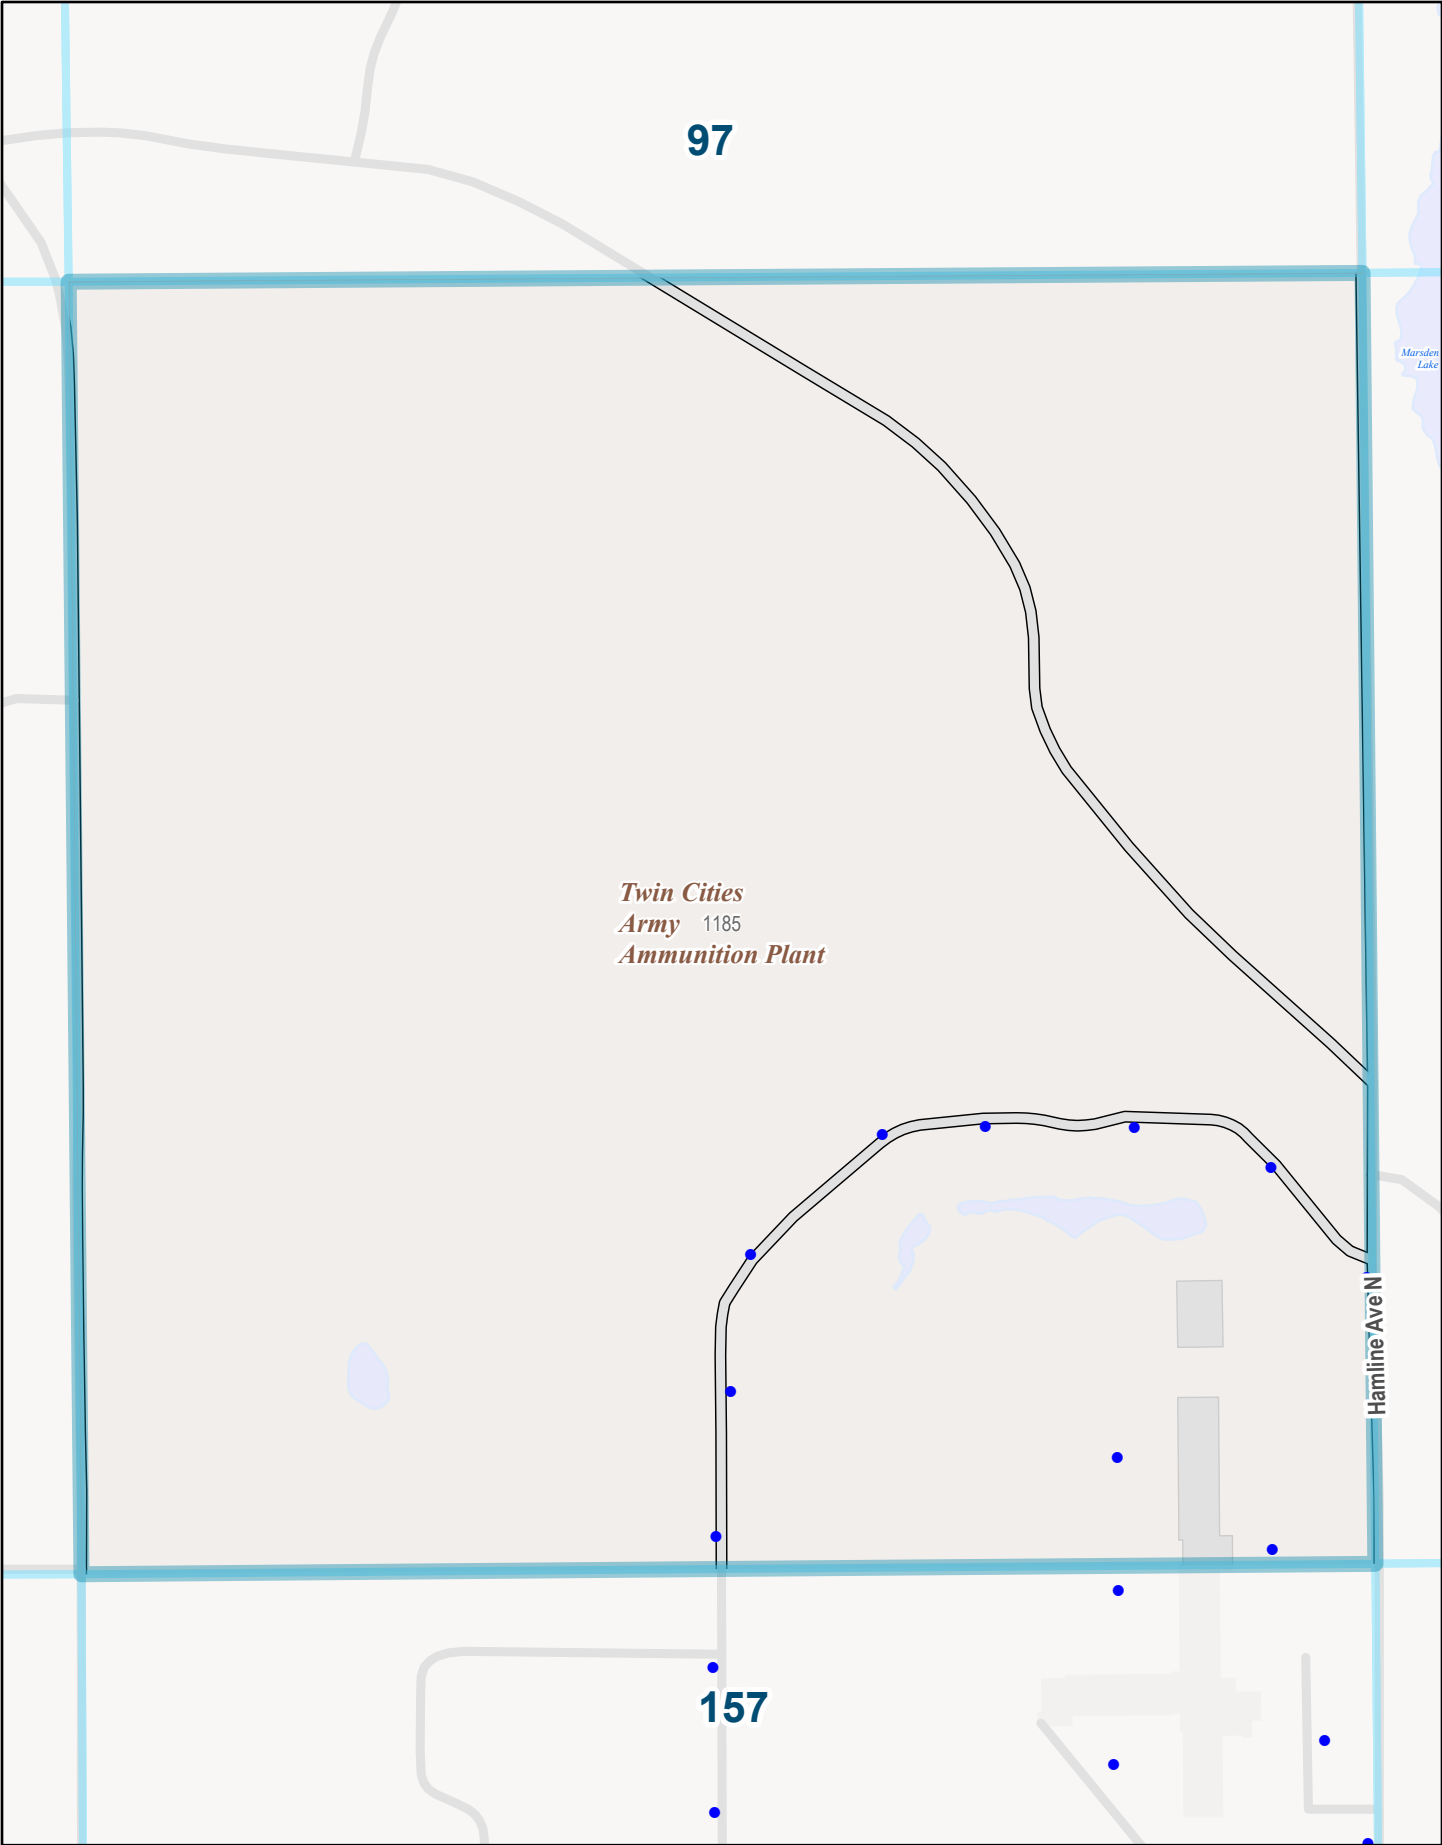 97
Marsden
Lake
Twin Cities
Army 1185
Ammunition Plant
Hamline Ave N
157